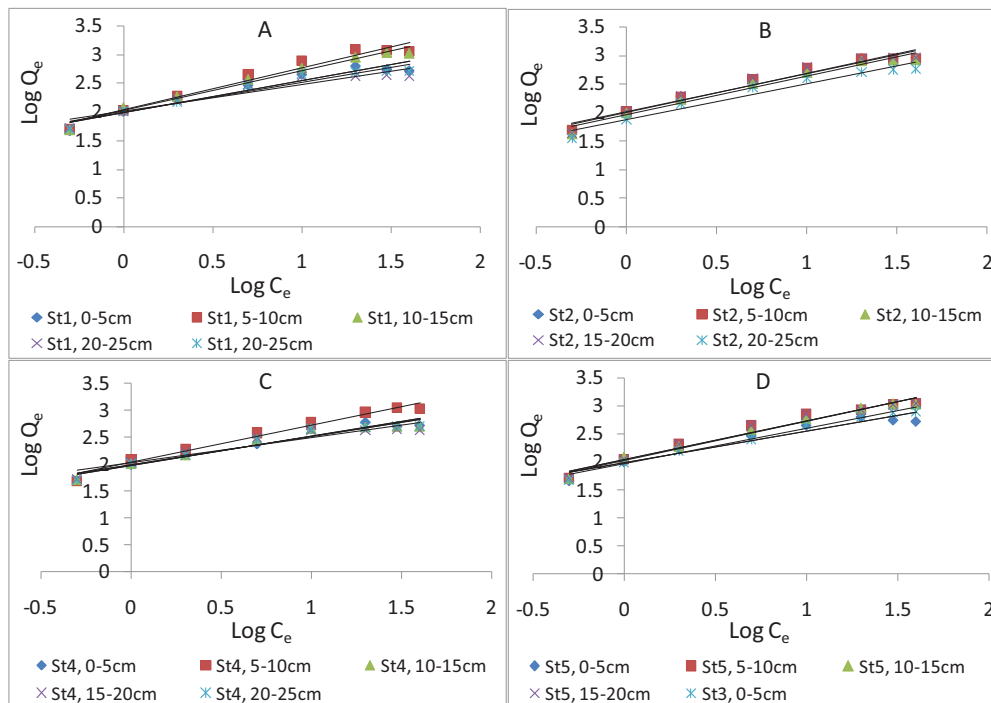 A
3.5
3
2.5
2
1.5
1
0.5
0
Log Qe
-0.5 0 0.5 1 1.5 2
Log Ce
St1, 0-5cm St1, 5-10cm St1, 10-15cm
St1, 20-25cm St1, 20-25cm
B
3.5
3
2.5
2
1.5
1
0.5
0
Log Qe
-0.5 0 0.5 1 1.5 2
Log Ce
St2, 0-5cm St2, 5-10cm St2, 10-15cm
St2, 15-20cm St2, 20-25cm
C
3.5
3
2.5
2
1.5
1
0.5
0
Log Qe
-0.5 0 0.5 1 1.5 2
Log Ce
St4, 0-5cm St4, 5-10cm St4, 10-15cm
St4, 15-20cm St4, 20-25cm
D
3.5
3
2.5
2
1.5
1
0.5
0
Log Qe
-0.5 0 0.5 1 1.5 2
Log Ce
St5, 0-5cm St5, 5-10cm St5, 10-15cm
St5, 15-20cm St3, 0-5cm